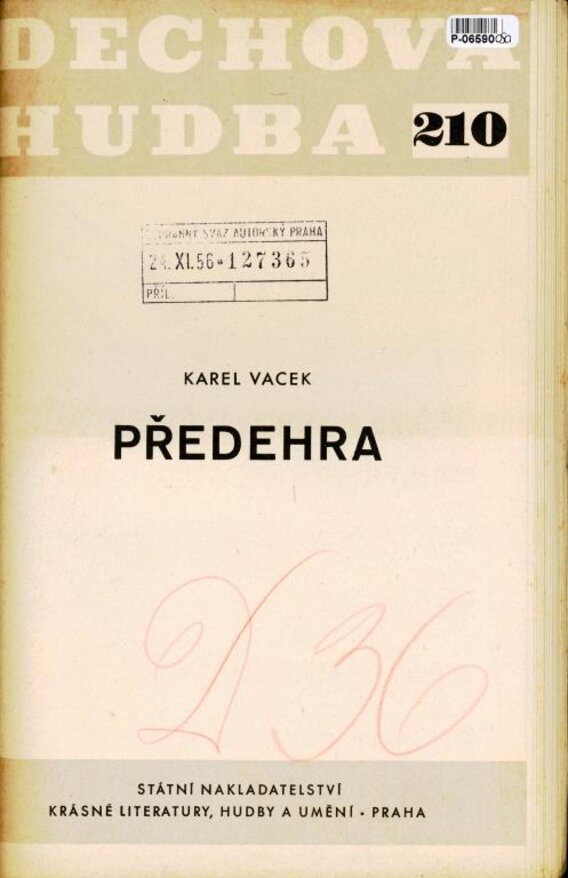 DECHOVÁ
P-06590
HUDBA 210
OCHRANNÝ SVAZ AUTORSKÝ PRAHA
24. XI. 56 * 127365
PŘÍL.
KAREL VACEK
PŘEDEHRA
D 36
STÁTNÍ NAKLADATELSTVÍ
KRÁSNÉ LITERATURY, HUDBY A UMĚNÍ • PRAHA